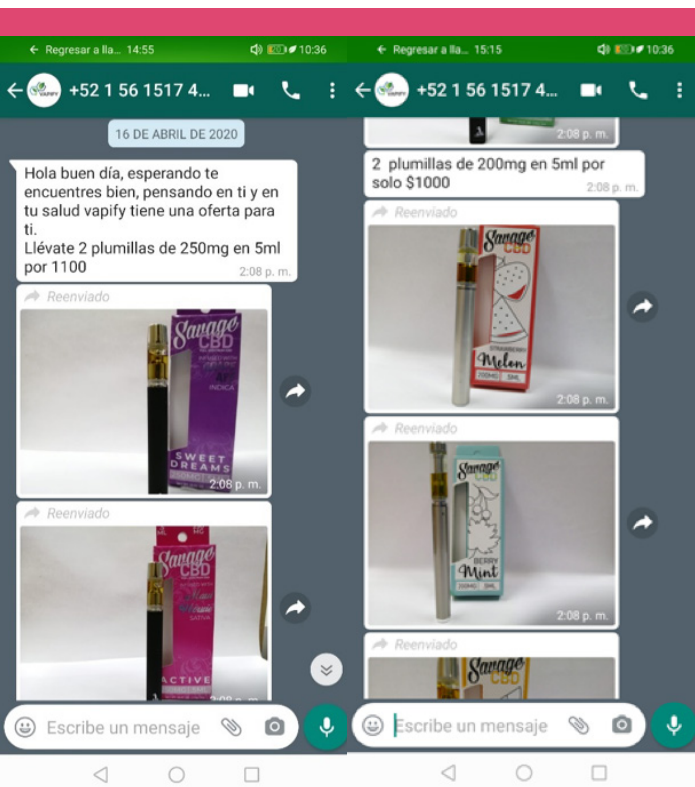 ← Regresar a lla... 14:55
10:36
VAPIFY
+52 1 56 1517 4...
16 DE ABRIL DE 2020
Hola buen día, esperando te
encuentres bien, pensando en ti y en
tu salud vapify tiene una oferta para
ti.
Llévate 2 plumillas de 250mg en 5ml
por 1100
2:08 p. m.
Reenviado
Savage
CBD
INDICA
SWEET
DREAMS
2:08 p. m.
Reenviado
Savage
CBD
SATIVA
ACTIVE
Escribe un mensaje
← Regresar a lla... 15:15
10:36
VAPIFY
+52 1 56 1517 4...
2:08 p. m.
2 plumillas de 200mg en 5ml por
solo $1000
2:08 p. m.
Reenviado
Savage
CBD
STRAWBERRY
Melon
200MG 5ML
2:08 p. m.
Reenviado
Savage
CBD
BERRY
Mint
200MG 5ML
2:08 p. m.
Reenviado
Savage
CBD
Escribe un mensaje